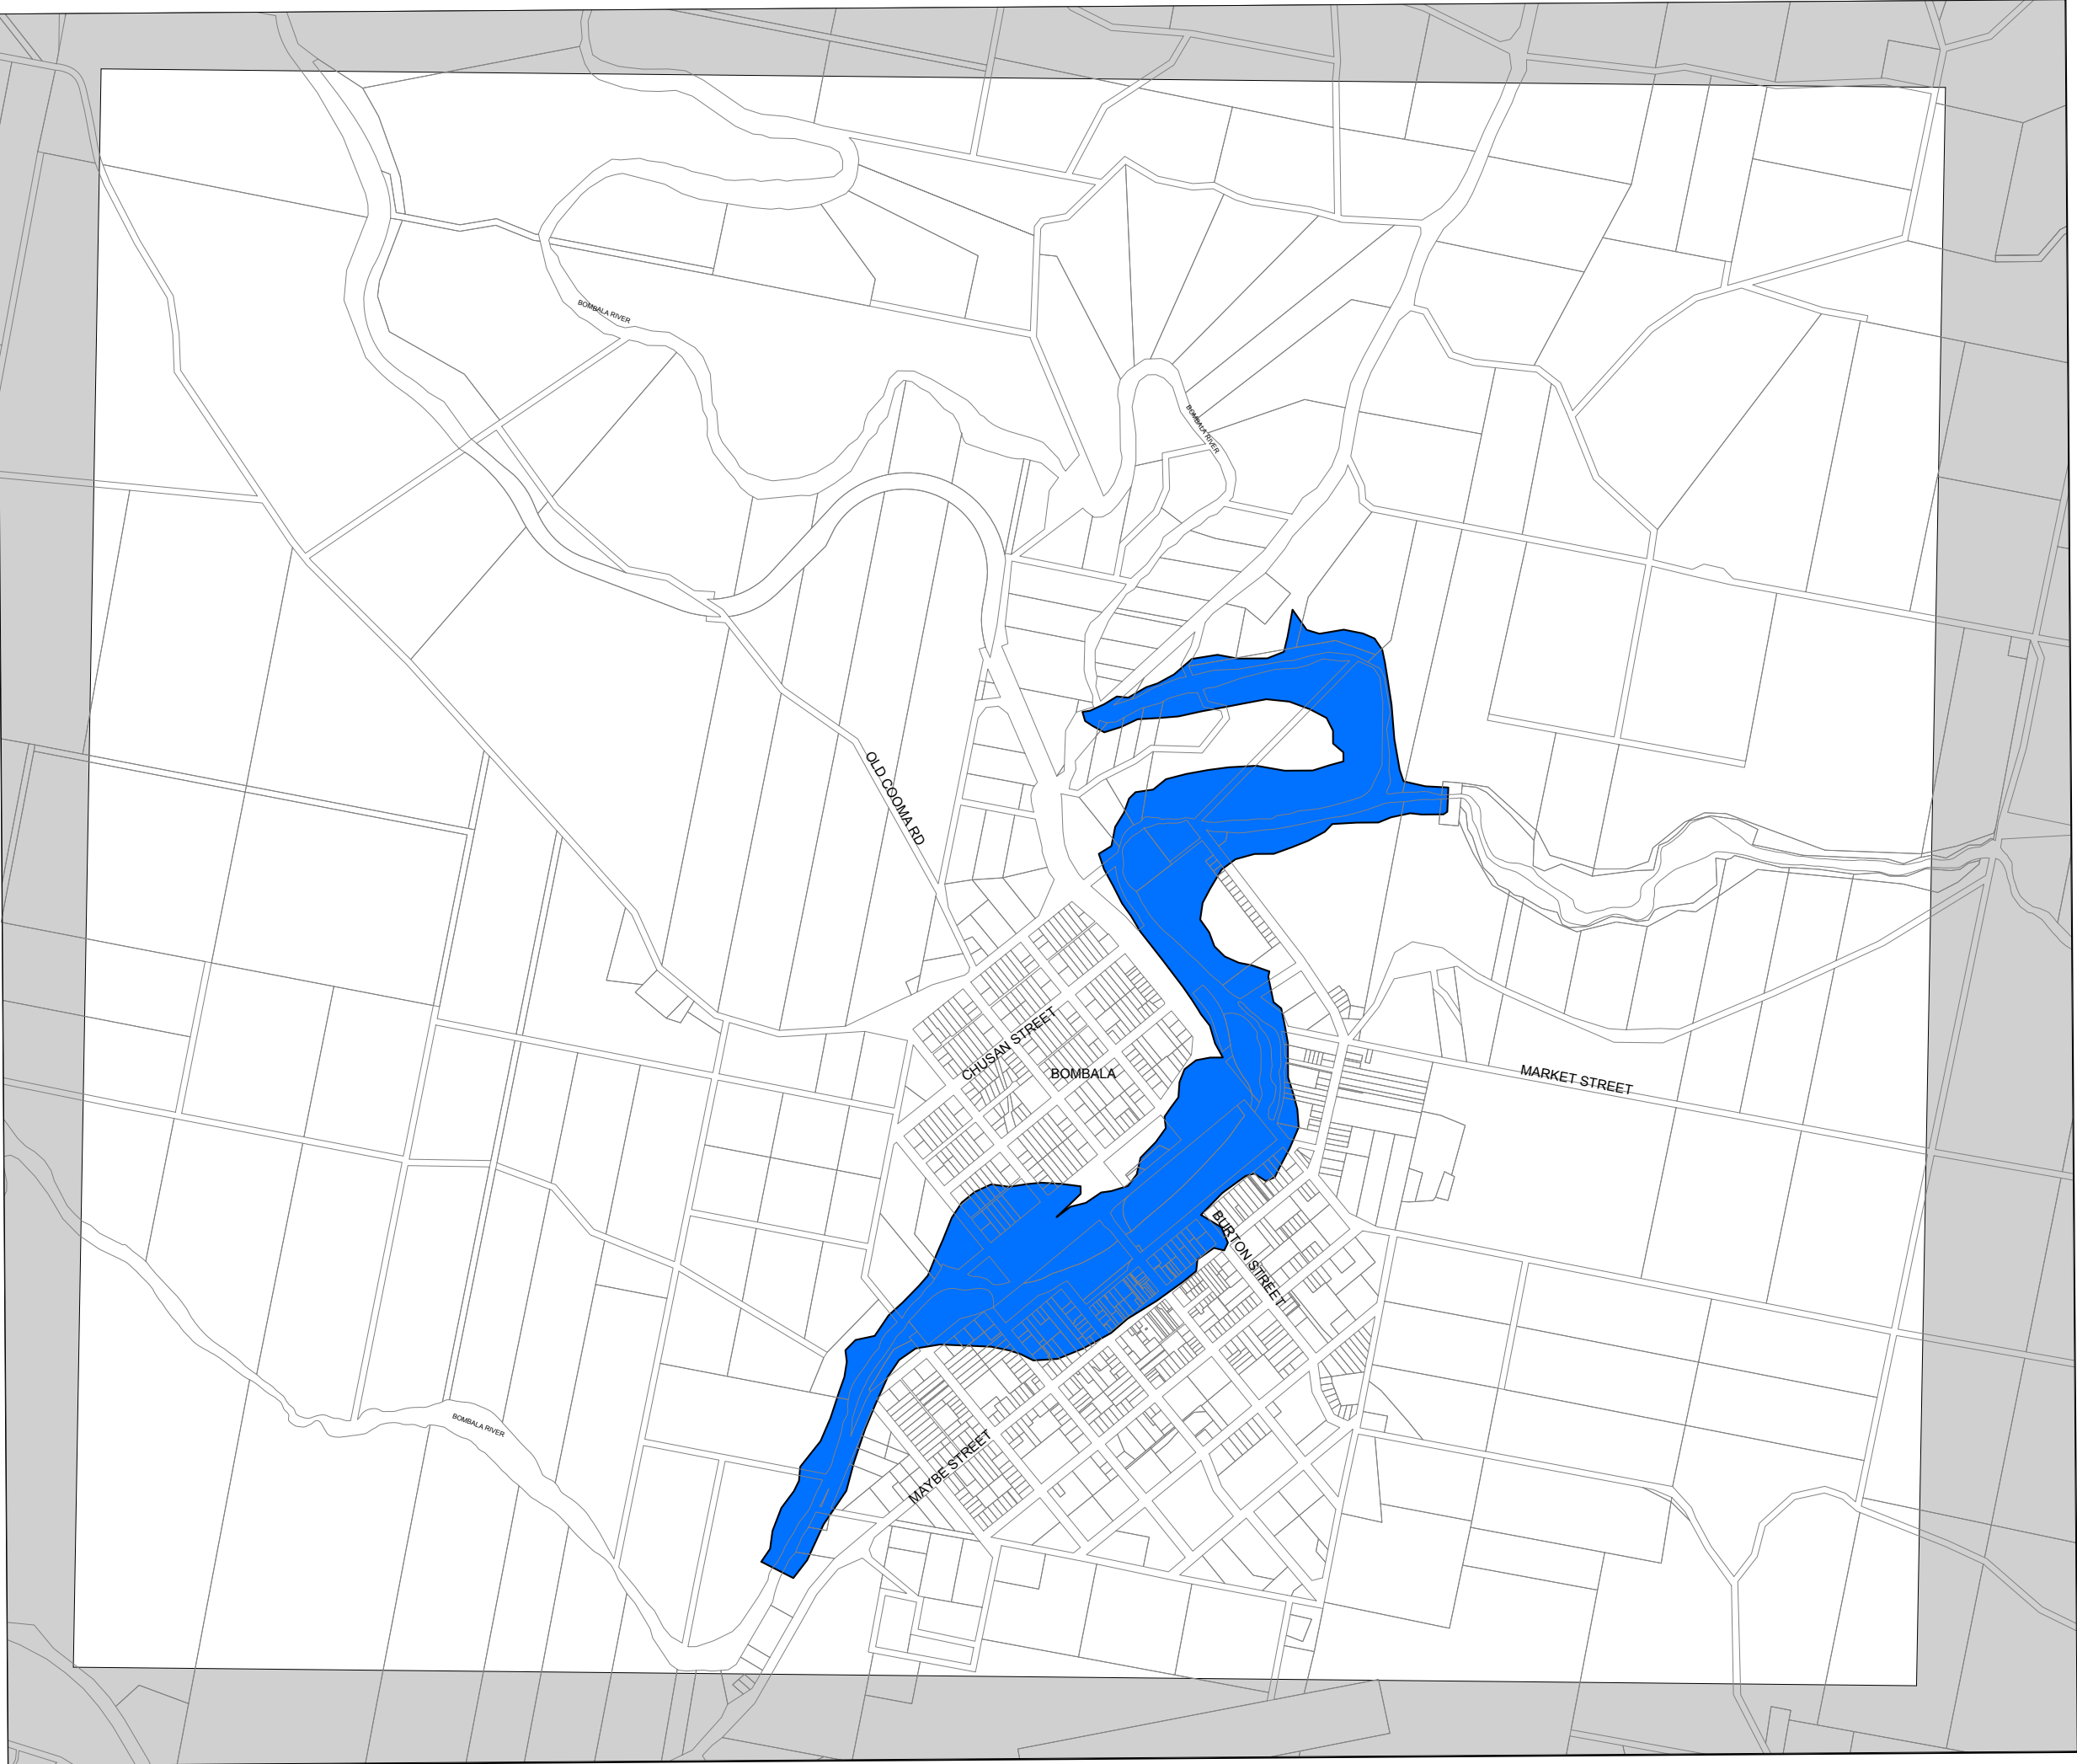 BOMBALA RIVER
BOMBALA RIVER
OLD COOMA RD
CHUSAN STREET
BOMBALA
MARKET STREET
BURTON STREET
BOMBALA RIVER
MAYBE STREET